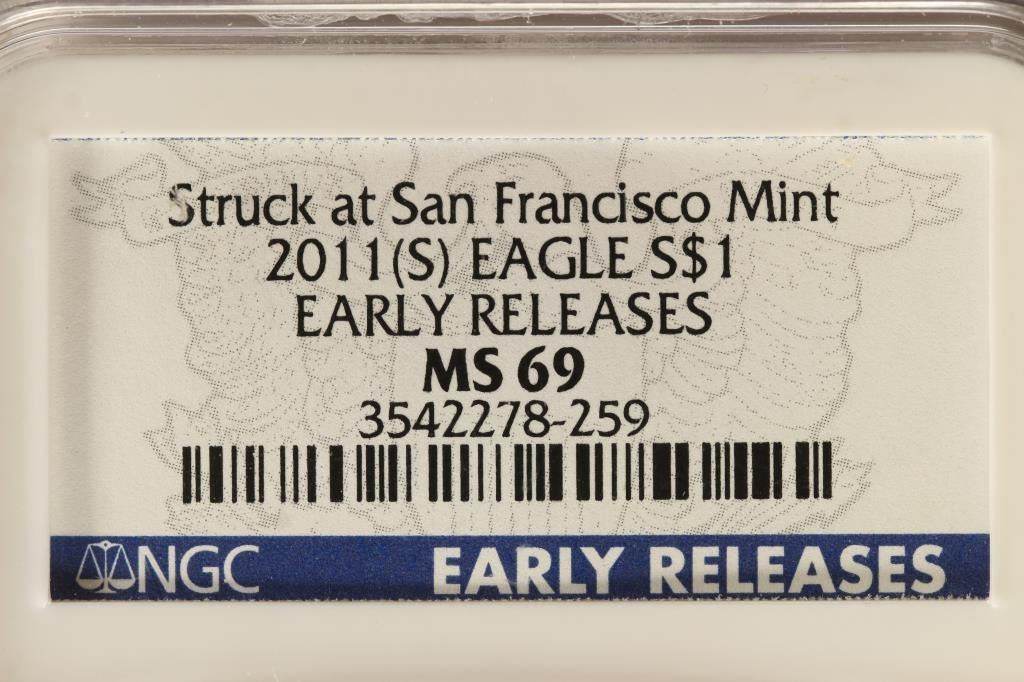 Struck at San Francisco Mint
2011(S) EAGLE S$1
EARLY RELEASES
MS 69
3542278-259
NGC EARLY RELEASES